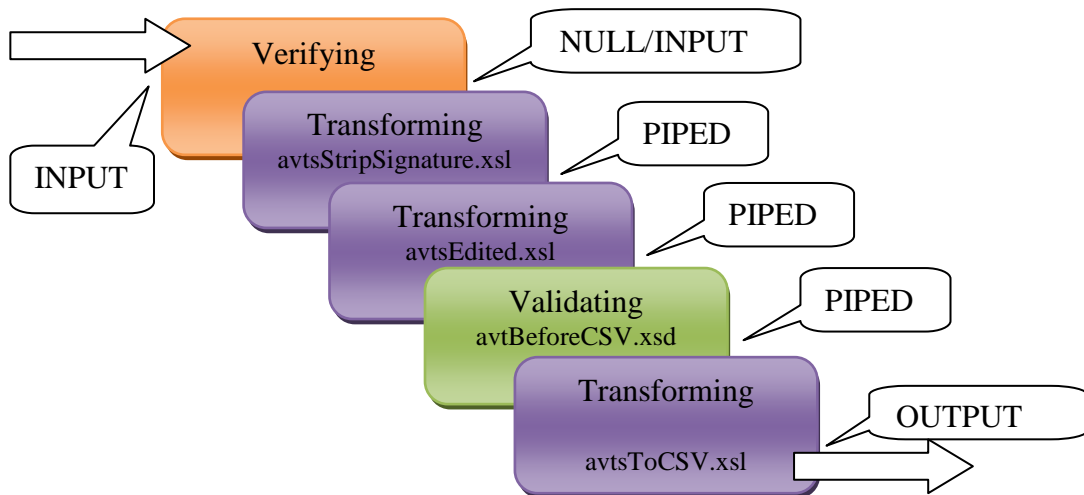 Verifying
NULL/INPUT
INPUT
Transforming
avtsStripSignature.xsl
PIPED
Transforming
avtsEdited.xsl
PIPED
Validating
avtBeforeCSV.xsd
PIPED
Transforming
avtsToCSV.xsl
OUTPUT